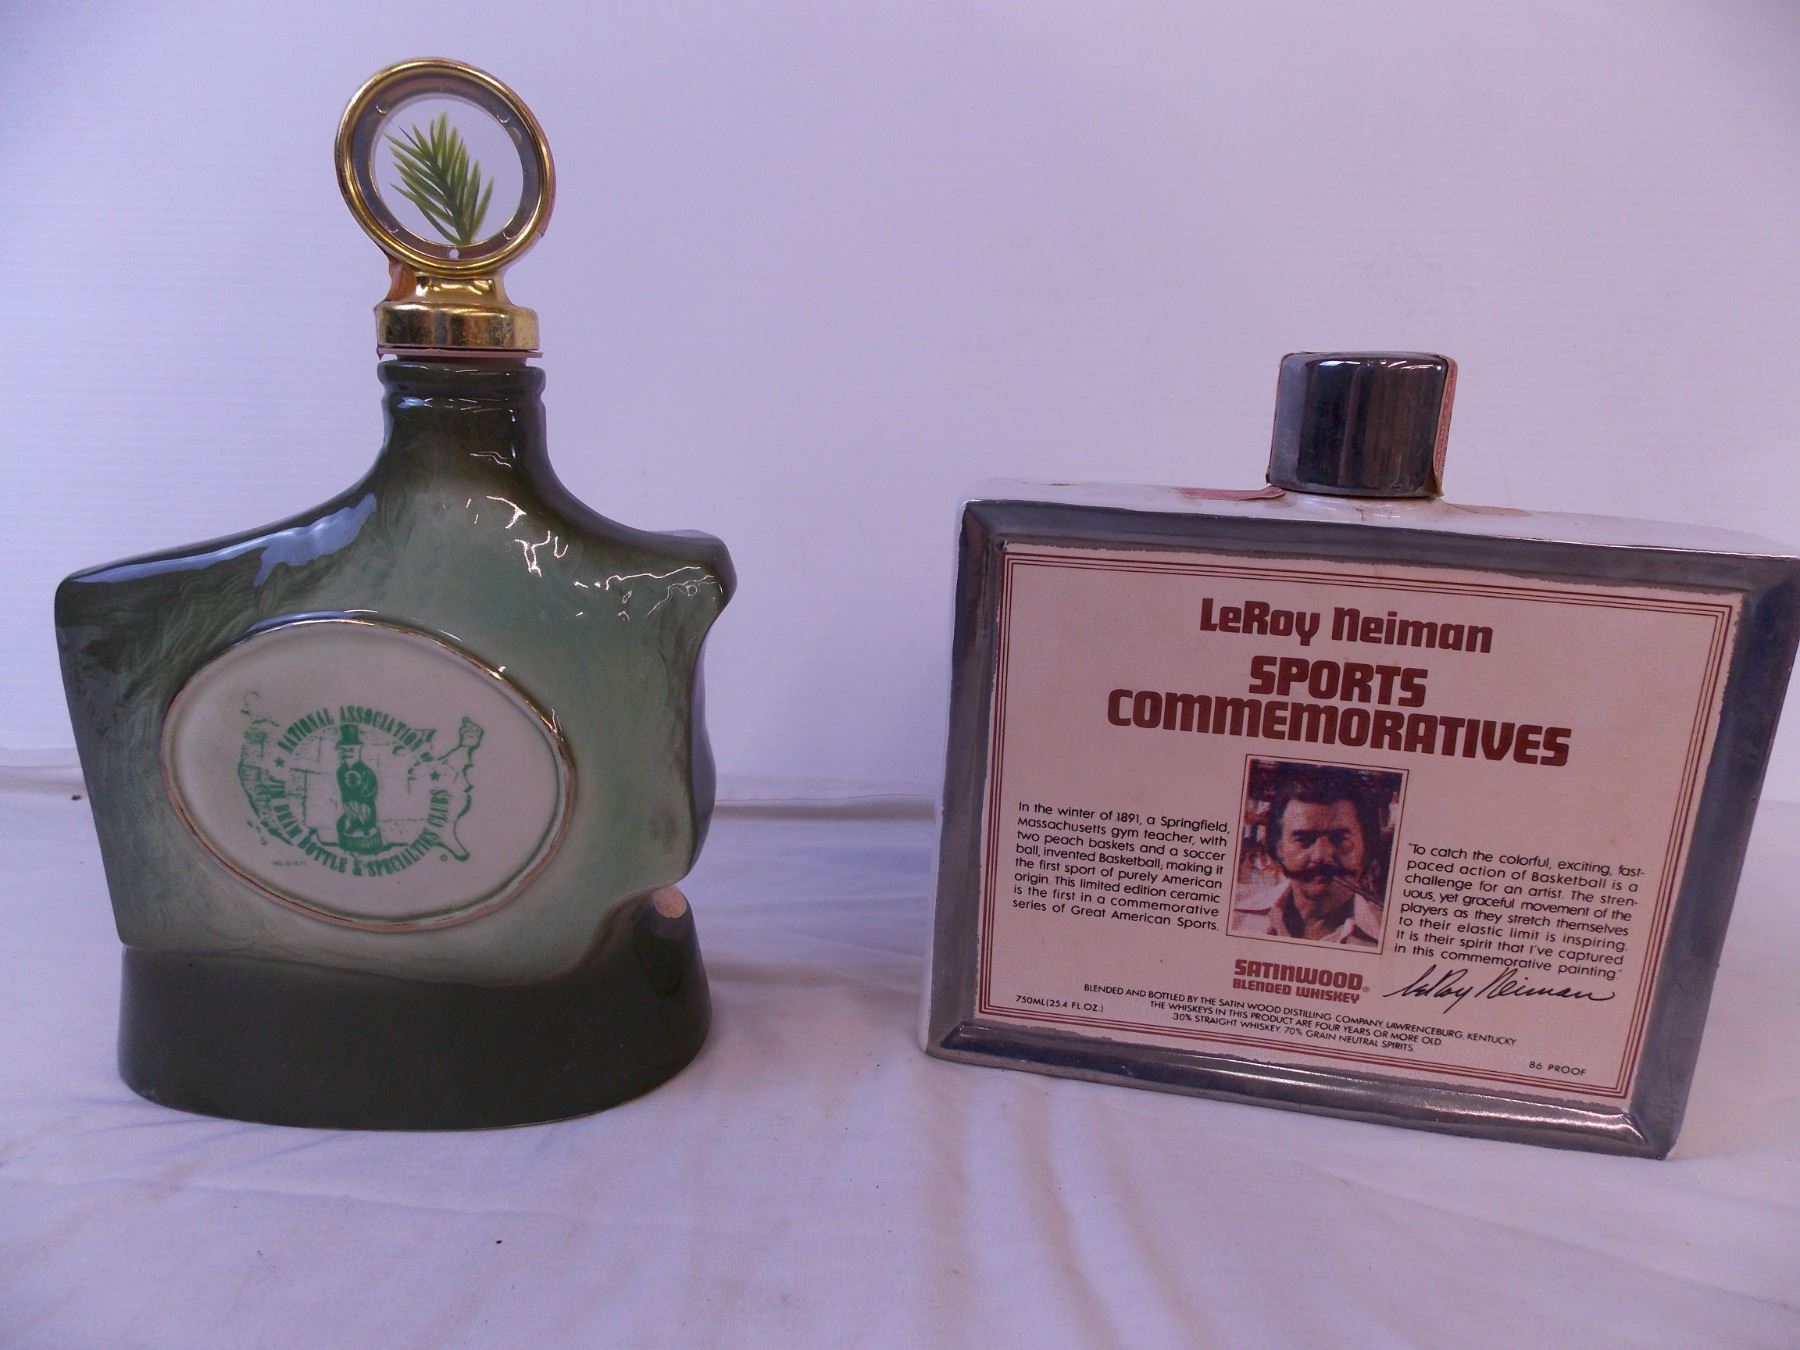 NATIONAL ASSOCIATION
JIM BEAM BOTTLE & SPECIALTIES CLUBS
LeRoy Neiman
SPORTS
COMMEMORATIVES
In the winter of 1891, a Springfield,
Massachusetts gym teacher, with
two peach baskets and a soccer
ball, invented Basketball; making it
the first sport of purely American
origin. This limited edition ceramic
is the first in a commemorative
series of Great American Sports.
"To catch the colorful, exciting, fast-
paced action of Basketball is a
challenge for an artist. The stren-
uous, yet graceful movement of the
players as they stretch themselves
to their elastic limit is inspiring.
It is their spirit that I've captured
in this commemorative painting."
LeRoy Neiman
SATINWOOD®
BLENDED WHISKEY
750ML (25.4 FL.OZ.)
BLENDED AND BOTTLED BY THE SATIN WOOD DISTILLING COMPANY, LAWRENCEBURG, KENTUCKY
THE WHISKEYS IN THIS PRODUCT ARE FOUR YEARS OR MORE OLD.
30% STRAIGHT WHISKEY. 70% GRAIN NEUTRAL SPIRITS.
86 PROOF